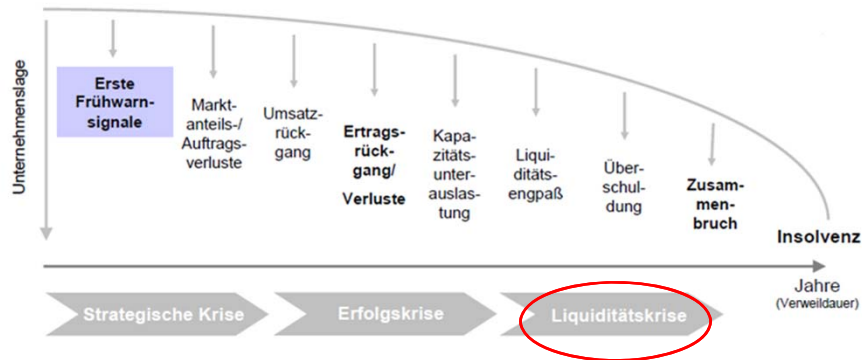 Unternehmenslage
Erste
Frühwarn-
signale
Markt-
anteils-/
Auftrags-
verluste
Umsatz-
rück-
gang
Ertrags-
rück-
gang/
Verluste
Kapa-
zitäts-
unter-
auslas-
tung
Liqui-
ditäts-
engpaß
Über-
schul-
dung
Zusam-
men-
bruch
Insolvenz
Jahre
(Verweildauer)
Strategische Krise
Erfolgskrise
Liquiditätskrise